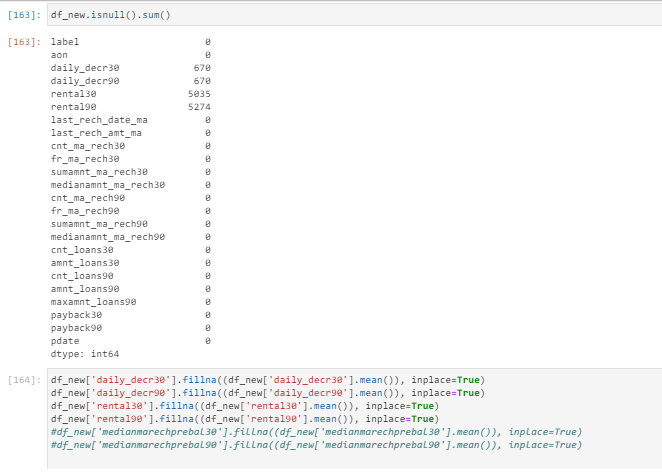 [163]: df_new.isnull().sum()
[163]: label 0
aon 0
daily_decr30 670
daily_decr90 670
rental30 5035
rental90 5274
last_rech_date_ma 0
last_rech_amt_ma 0
cnt_ma_rech30 0
fr_ma_rech30 0
sumamnt_ma_rech30 0
medianamnt_ma_rech30 0
cnt_ma_rech90 0
fr_ma_rech90 0
sumamnt_ma_rech90 0
medianamnt_ma_rech90 0
cnt_loans30 0
amnt_loans30 0
cnt_loans90 0
amnt_loans90 0
maxamnt_loans90 0
payback30 0
payback90 0
pdate 0
dtype: int64
[164]: df_new['daily_decr30'].fillna((df_new['daily_decr30'].mean()), inplace=True)
df_new['daily_decr90'].fillna((df_new['daily_decr90'].mean()), inplace=True)
df_new['rental30'].fillna((df_new['rental30'].mean()), inplace=True)
df_new['rental90'].fillna((df_new['rental90'].mean()), inplace=True)
#df_new['medianmarechprebal30'].fillna((df_new['medianmarechprebal30'].mean()), inplace=True)
#df_new['medianmarechprebal90'].fillna((df_new['medianmarechprebal90'].mean()), inplace=True)